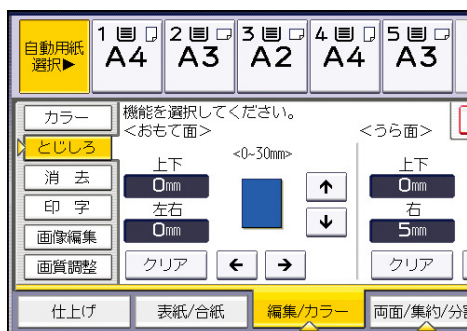 自動用紙
選択▶
1
A4
2
A3
3
A2
4
A4
5
A3
機能を選択してください。
カラー
とじしろ
消 去
印 字
画像編集
画質調整
<おもて面>
<0~30mm>
上下
0mm
左右
0mm
クリア
↑
↓
← →
<うら面>
上下
0mm
右
5mm
クリア
仕上げ
表紙/合紙
編集/カラー
両面/集約/分